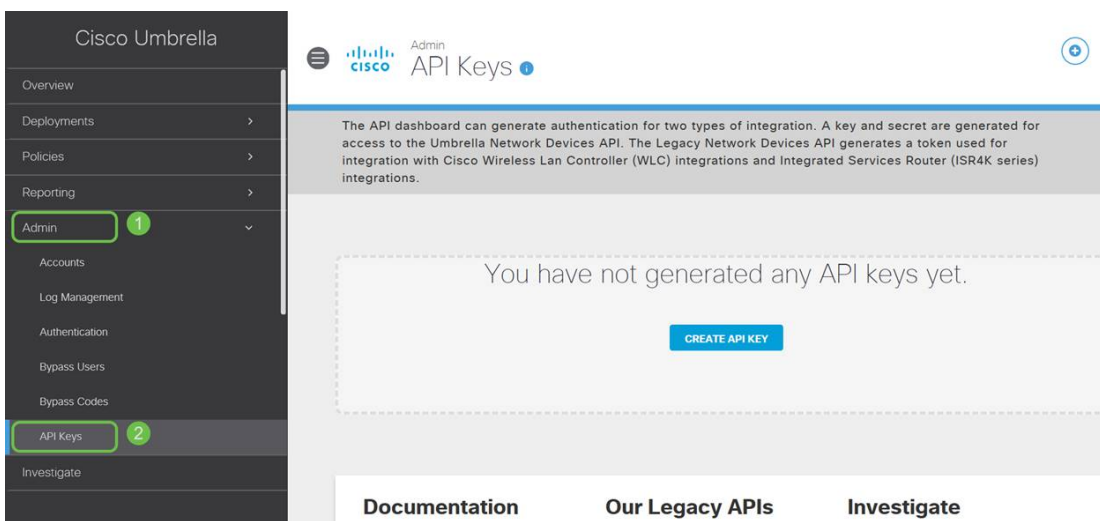 Cisco Umbrella
Overview
Deployments
Policies
Reporting
Admin 1
Accounts
Log Management
Authentication
Bypass Users
Bypass Codes
API Keys 2
Investigate
CISCO
Admin
API Keys
The API dashboard can generate authentication for two types of integration. A key and secret are generated for
access to the Umbrella Network Devices API. The Legacy Network Devices API generates a token used for
integration with Cisco Wireless Lan Controller (WLC) integrations and Integrated Services Router (ISR4K series)
integrations.
You have not generated any API keys yet.
CREATE API KEY
Documentation
Our Legacy APIs
Investigate